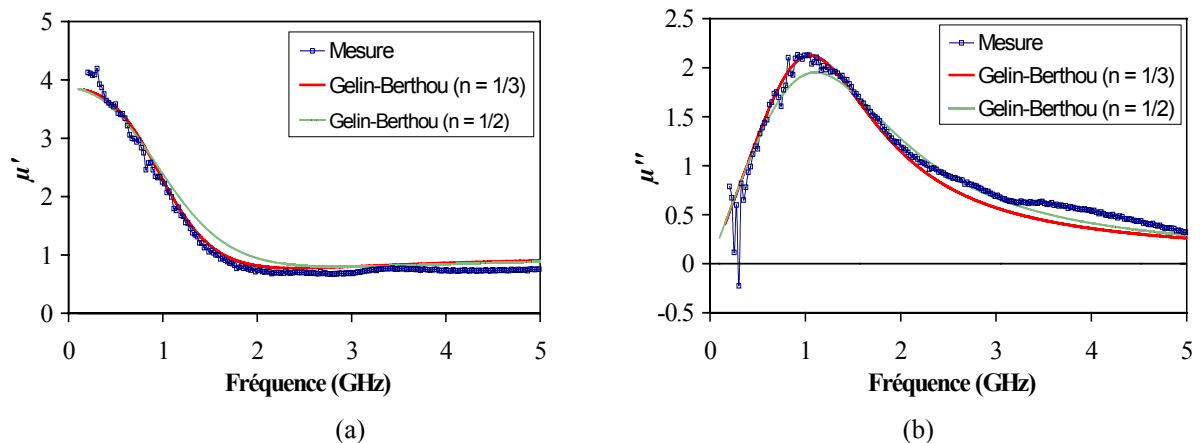 5
4
3
2
1
0
μ'
Mesure
Gelin-Berthou (n = 1/3)
Gelin-Berthou (n = 1/2)
0 1 2 3 4 5
Fréquence (GHz)
(a)
2.5
2
1.5
1
0.5
0
-0.5
μ''
Mesure
Gelin-Berthou (n = 1/3)
Gelin-Berthou (n = 1/2)
0 1 2 3 4 5
Fréquence (GHz)
(b)